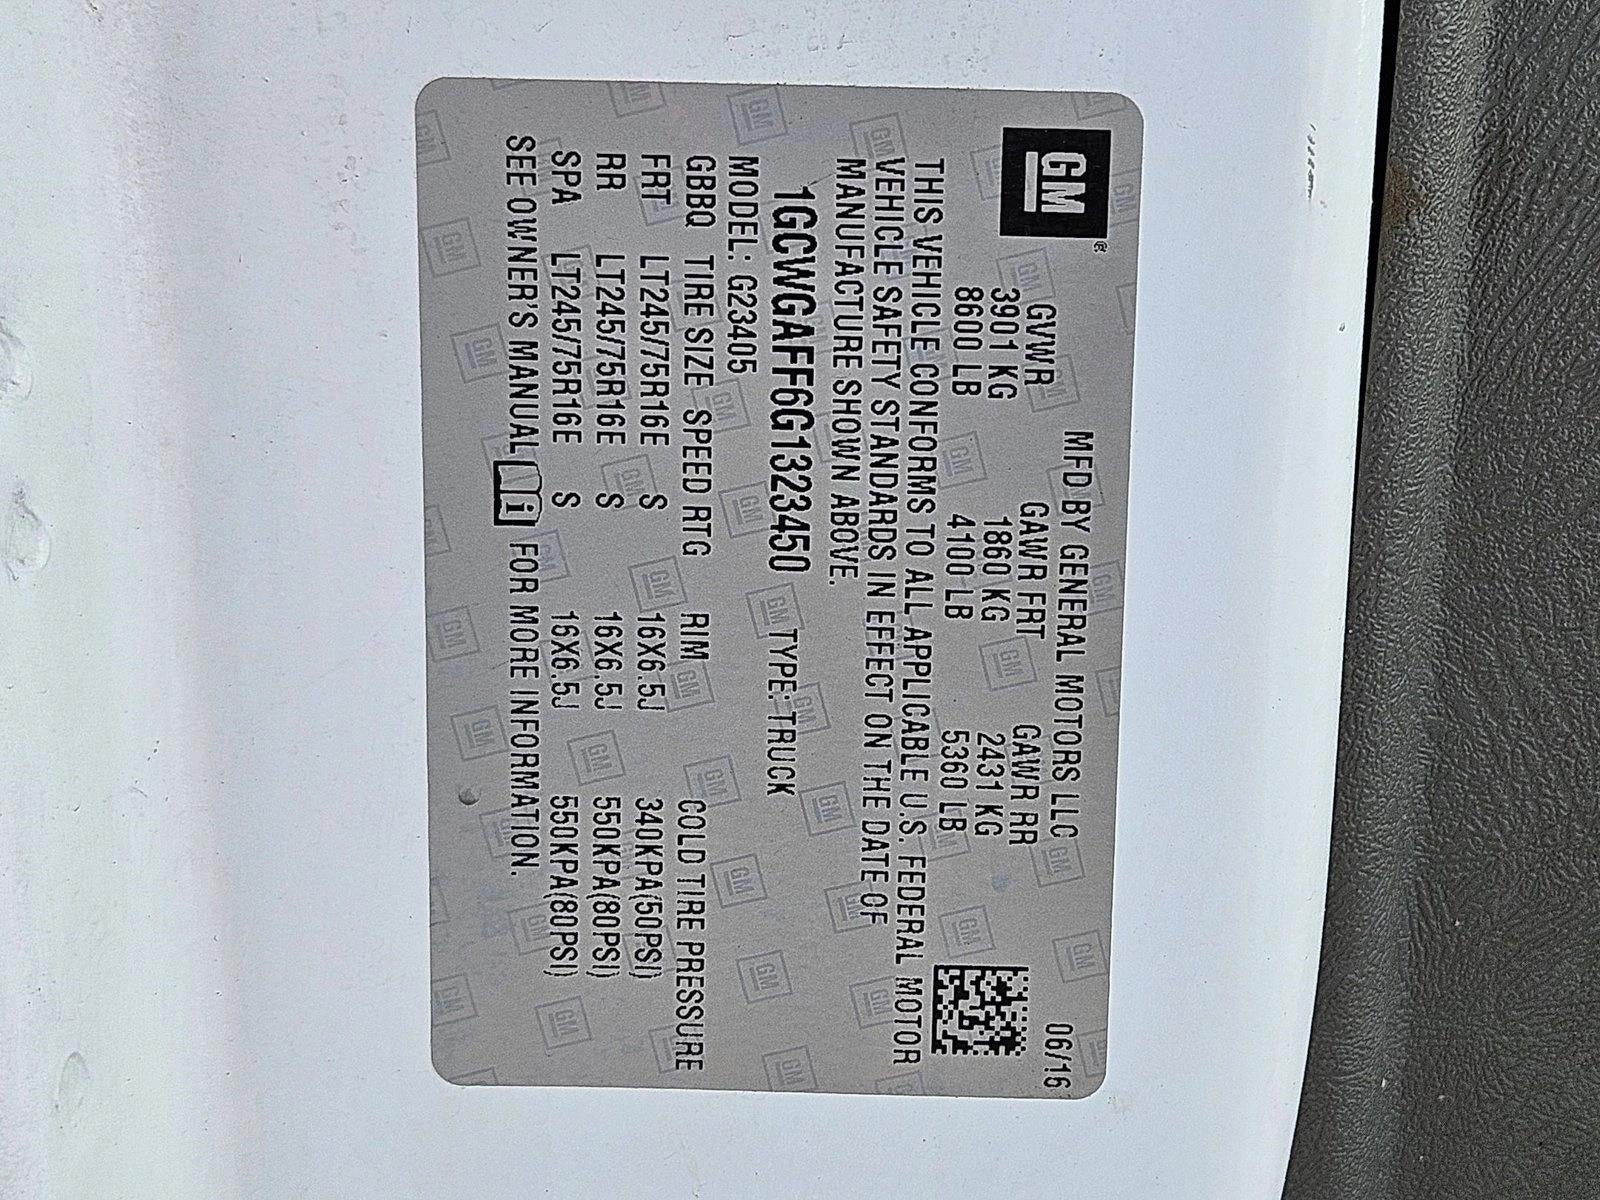 GM®
MFD BY GENERAL MOTORS LLC 06/16
GVWR GAWR FRT GAWR RR
3901 KG 1860 KG 2431 KG
8600 LB 4100 LB 5360 LB
THIS VEHICLE CONFORMS TO ALL APPLICABLE U.S. FEDERAL MOTOR
VEHICLE SAFETY STANDARDS IN EFFECT ON THE DATE OF
MANUFACTURE SHOWN ABOVE.
1GCWGAFF6G1323450 TYPE: TRUCK
MODEL: G23405
GBBQ TIRE SIZE SPEED RTG RIM COLD TIRE PRESSURE
FRT LT245/75R16E S 16X6.5J 340KPA(50PSI)
RR LT245/75R16E S 16X6.5J 550KPA(80PSI)
SPA LT245/75R16E S 16X6.5J 550KPA(80PSI)
SEE OWNER'S MANUAL i FOR MORE INFORMATION.